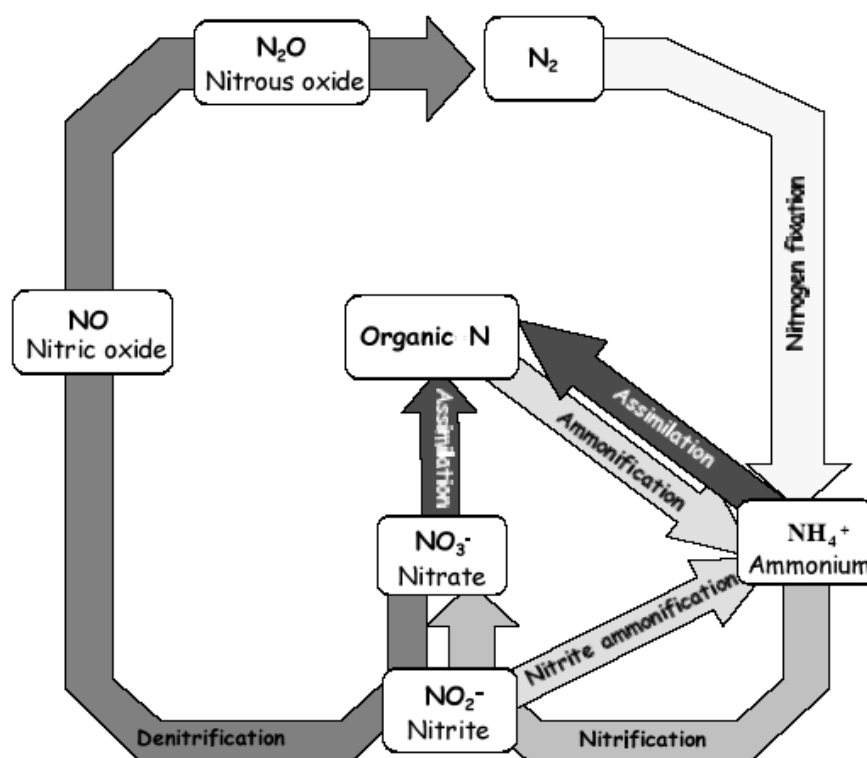 N₂O
Nitrous oxide
N₂
Nitrogen fixation
NO
Nitric oxide
Organic N
Assimilation
Ammonification
Assimilation
NO₃⁻
Nitrate
NH₄⁺
Ammonium
Nitrite ammonification
NO₂⁻
Nitrite
Denitrification
Nitrification